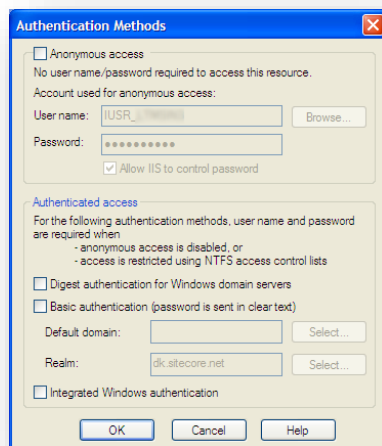 Authentication Methods
Anonymous access
No user name/password required to access this resource.
Account used for anonymous access:
User name: IUSR_ Browse...
Password: ••••••••••
Allow IIS to control password
Authenticated access
For the following authentication methods, user name and password
are required when
- anonymous access is disabled, or
- access is restricted using NTFS access control lists
Digest authentication for Windows domain servers
Basic authentication (password is sent in clear text)
Default domain: Select...
Realm: dk.sitecore.net Select...
Integrated Windows authentication
OK Cancel Help